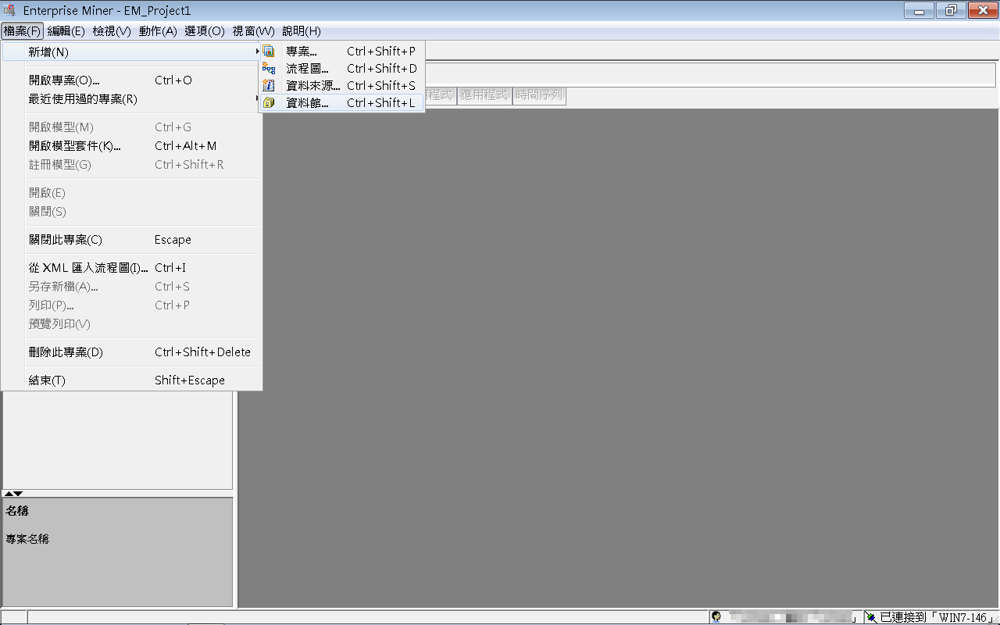 Enterprise Miner - EM_Project1
檔案(F) 編輯(E) 檢視(V) 動作(A) 選項(O) 視窗(W) 說明(H)
新增(N)
專案... Ctrl+Shift+P
流程圖... Ctrl+Shift+D
資料來源... Ctrl+Shift+S
資料館... Ctrl+Shift+L
程式 應用程式 時間序列
開啟專案(O)... Ctrl+O
最近使用過的專案(R)
開啟模型(M) Ctrl+G
開啟模型套件(K)... Ctrl+Alt+M
註冊模型(G) Ctrl+Shift+R
開啟(E)
關閉(S)
關閉此專案(C) Escape
從 XML 匯入流程圖(I)... Ctrl+I
另存新檔(A)... Ctrl+S
列印(P)... Ctrl+P
預覽列印(V)
刪除此專案(D) Ctrl+Shift+Delete
結束(T) Shift+Escape
名稱
專案名稱
」 已連接到「WIN7-146」